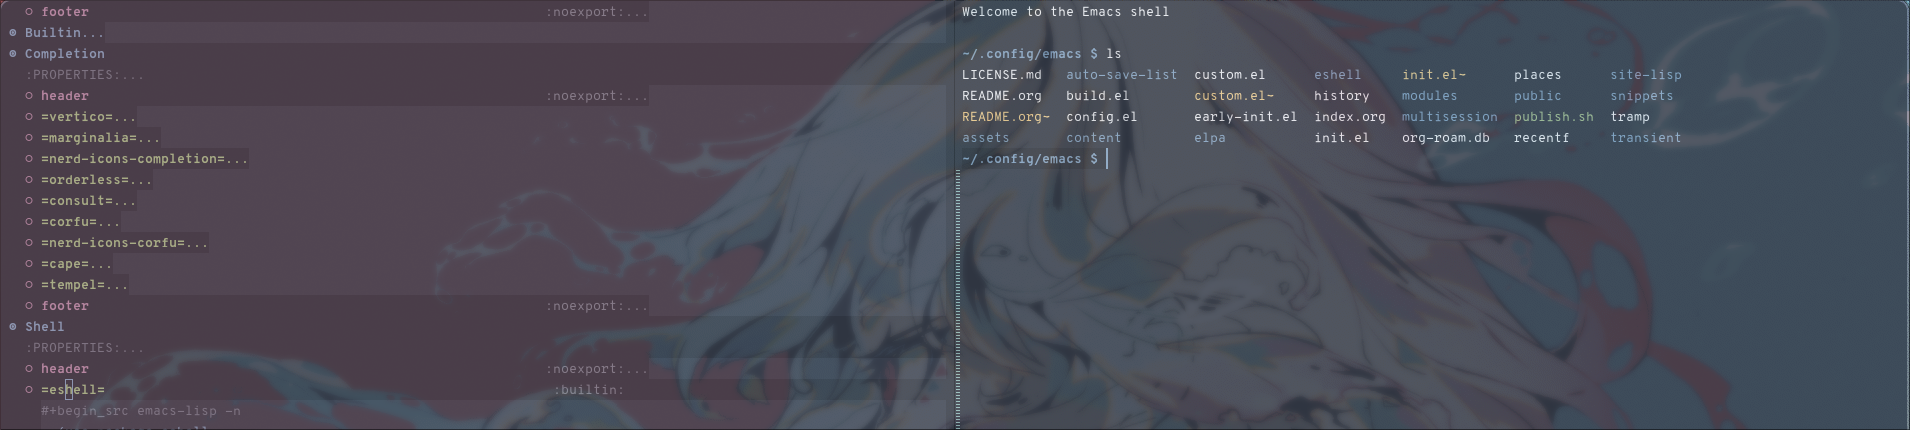 ○ footer :noexport:...
Builtin...
Completion
:PROPERTIES:...
○ header :noexport:...
○ =vertico=...
○ =marginalia=...
○ =nerd-icons-completion=...
○ =orderless=...
○ =consult=...
○ =corfu=...
○ =nerd-icons-corfu=...
○ =cape=...
○ =tempel=...
○ footer :noexport:...
Shell
:PROPERTIES:...
○ header :noexport:...
○ =eshell= :builtin:
#+begin_src emacs-lisp -n
Welcome to the Emacs shell
~/.config/emacs $ ls
LICENSE.md auto-save-list custom.el eshell init.el~ places site-lisp
README.org build.el custom.el~ history modules public snippets
README.org~ config.el early-init.el index.org multisession publish.sh tramp
assets content elpa init.el org-roam.db recentf transient
~/.config/emacs $